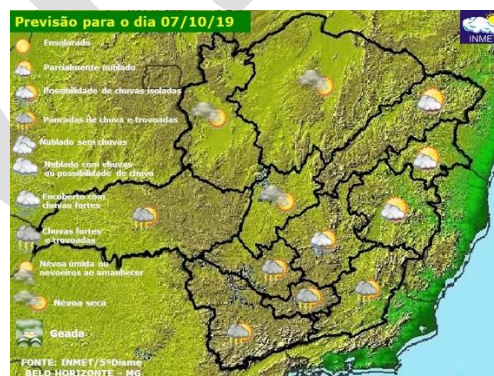 Previsão para o dia 07/10/19
INMET
Ensolarado
Parcialmente nublado
Possibilidade de chuvas isoladas
Pancadas de chuva e trovoadas
Nublado sem chuvas
Nublado com chuvas
ou possibilidade de chuva
Encoberto com
chuvas fortes
Chuvas fortes
e trovoadas
Névoa úmida ou
nevoeiros ao amanhecer
Névoa seca
Geada
FONTE: INMET/5ºDisme
BELO HORIZONTE - MG